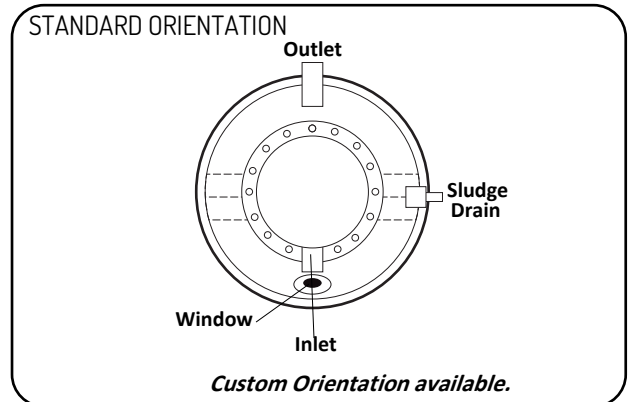 STANDARD ORIENTATION
Outlet
Sludge
Drain
Window
Inlet
Custom Orientation available.